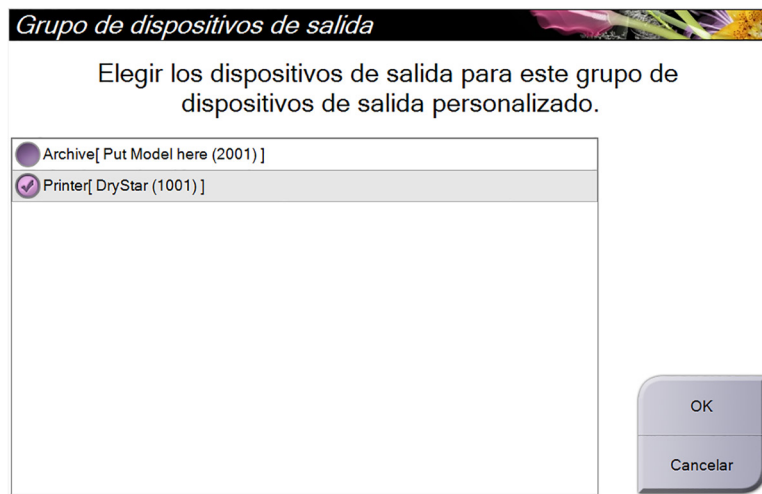 Grupo de dispositivos de salida
Elegir los dispositivos de salida para este grupo de
dispositivos de salida personalizado.
Archive[ Put Model here (2001) ]
Printer[ DryStar (1001) ]
OK
Cancelar